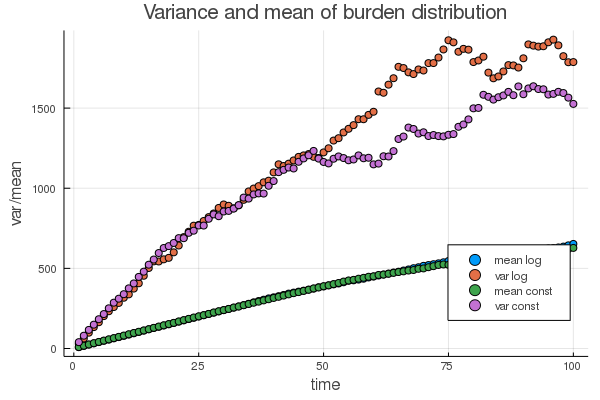 Variance and mean of burden distribution
var/mean
1500
1000
500
0
mean log
var log
mean const
var const
0 25 50 75 100
time